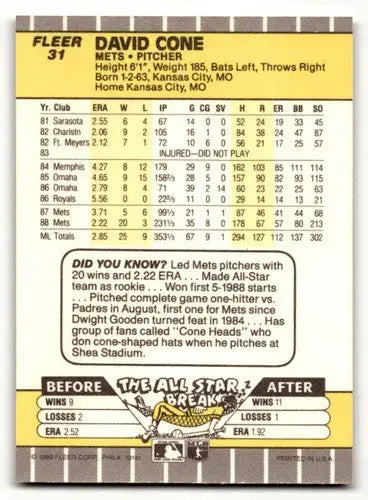 FLEER
31
DAVID CONE
METS • PITCHER
Height 6'1", Weight 185, Bats Left, Throws Right
Born 1-2-63, Kansas City, MO
Home Kansas City, MO
Yr. Club ERA W L IP G CG SV H R ER BB SO
81 Sarasota 2.55 6 4 67 14 0 0 52 24 19 33 45
82 Charlstn 2.06 9 2 104 16 1 0 84 38 24 47 87
82 Ft. Meyers 2.12 7 1 72 10 6 0 56 21 17 25 57
83 INJURED—DID NOT PLAY
84 Memphis 4.27 8 12 179 29 9 0 162 103 85 111 114
85 Omaha 4.65 9 15 158⅔ 28 5 0 157 90 82 93 115
86 Omaha 2.79 8 4 71 39 2 14 60 23 22 25 63
86 Royals 5.56 0 0 22⅔ 11 0 0 29 14 14 13 21
87 Mets 3.71 5 6 99⅓ 21 1 1 87 46 41 44 68
88 Mets 2.22 20 3 231⅓ 35 8 0 178 67 57 80 213
ML Totals 2.85 25 9 353⅓ 67 9 1 294 127 112 137 302
DID YOU KNOW? Led Mets pitchers with
20 wins and 2.22 ERA . . . Made All-Star
team as rookie . . . Won first 5-1988 starts
. . . Pitched complete game one-hitter vs.
Padres in August, first one for Mets since
Dwight Gooden turned feat in 1984 . . . Has
group of fans called "Cone Heads" who
don cone-shaped hats when he pitches at
Shea Stadium.
BEFORE THE ALL STAR BREAK AFTER
WINS 9 WINS 11
LOSSES 2 LOSSES 1
ERA 2.52 ERA 1.92
© 1989 FLEER CORP., PHILA. 19141 PRINTED IN U.S.A.